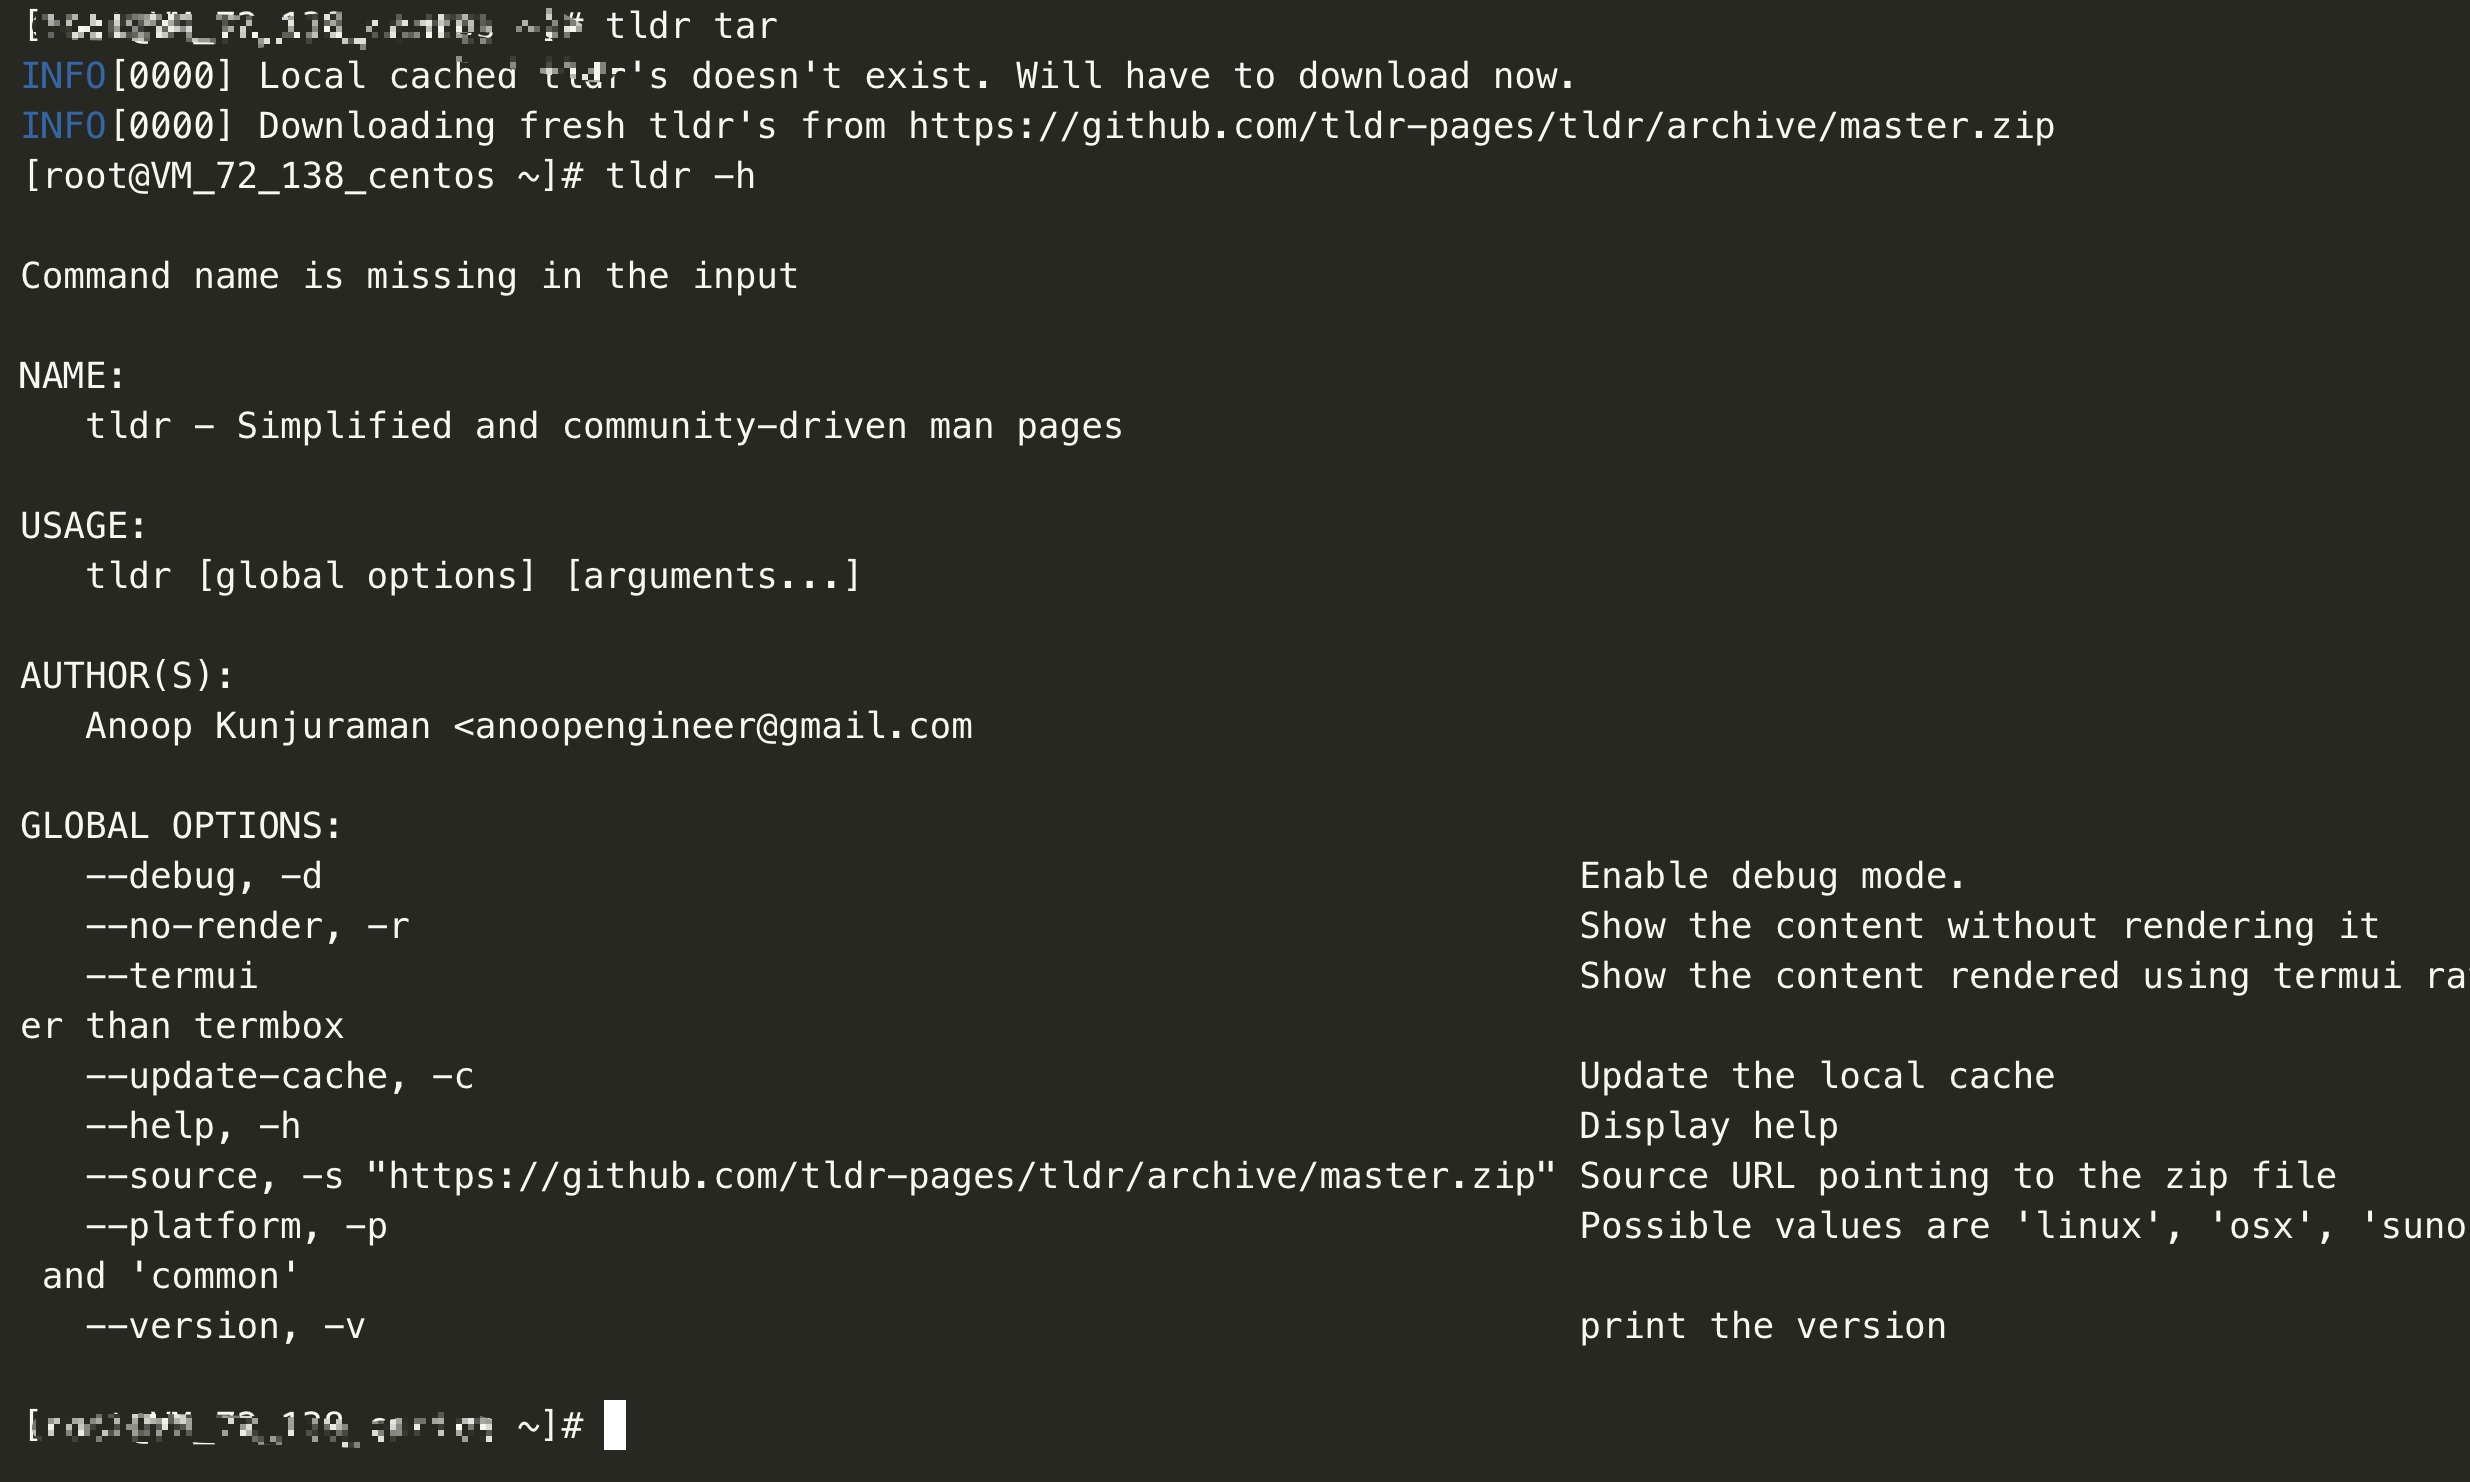 # tldr tar
INFO[0000] Local cached tldr's doesn't exist. Will have to download now.
INFO[0000] Downloading fresh tldr's from https://github.com/tldr-pages/tldr/archive/master.zip
[root@VM_72_138_centos ~]# tldr -h
Command name is missing in the input
NAME:
tldr - Simplified and community-driven man pages
USAGE:
tldr [global options] [arguments...]
AUTHOR(S):
Anoop Kunjuraman <anoopengineer@gmail.com
GLOBAL OPTIONS:
--debug, -d Enable debug mode.
--no-render, -r Show the content without rendering it
--termui Show the content rendered using termui ra
er than termbox
--update-cache, -c Update the local cache
--help, -h Display help
--source, -s "https://github.com/tldr-pages/tldr/archive/master.zip" Source URL pointing to the zip file
--platform, -p Possible values are 'linux', 'osx', 'suno
and 'common'
--version, -v print the version
~]#